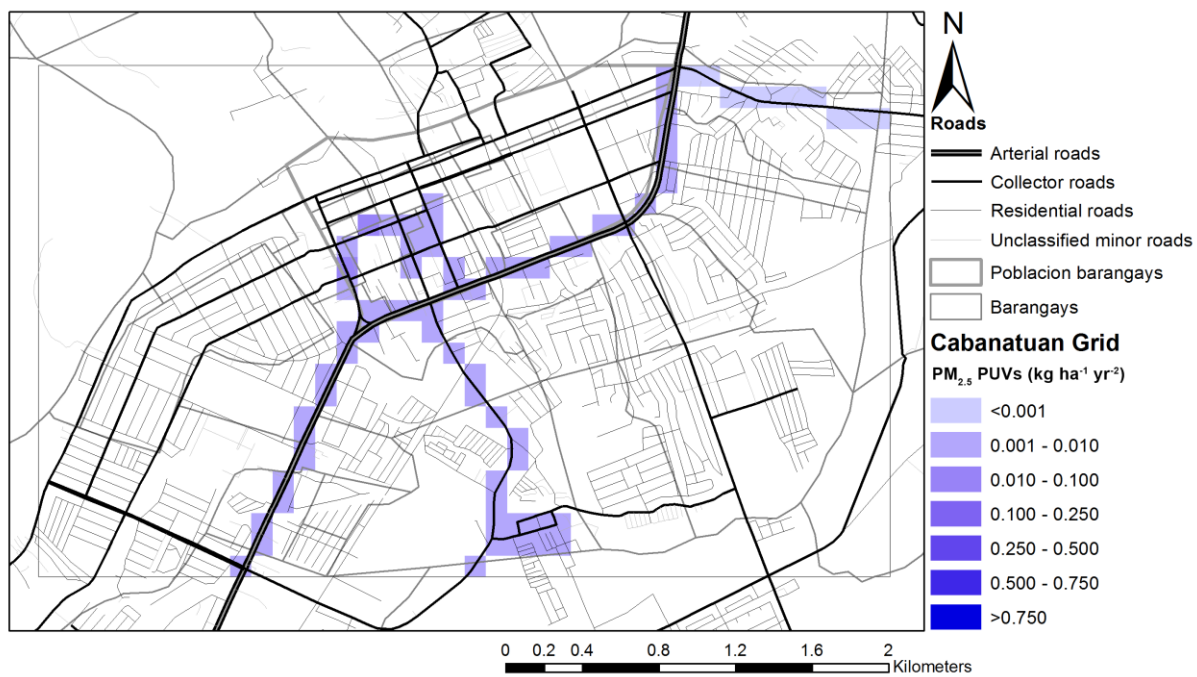 N
Roads
Arterial roads
Collector roads
Residential roads
Unclassified minor roads
Poblacion barangays
Barangays
Cabanatuan Grid
PM₂.₅ PUVs (kg ha⁻¹ yr⁻²)
<0.001
0.001 - 0.010
0.010 - 0.100
0.100 - 0.250
0.250 - 0.500
0.500 - 0.750
>0.750
0 0.2 0.4 0.8 1.2 1.6 2
Kilometers